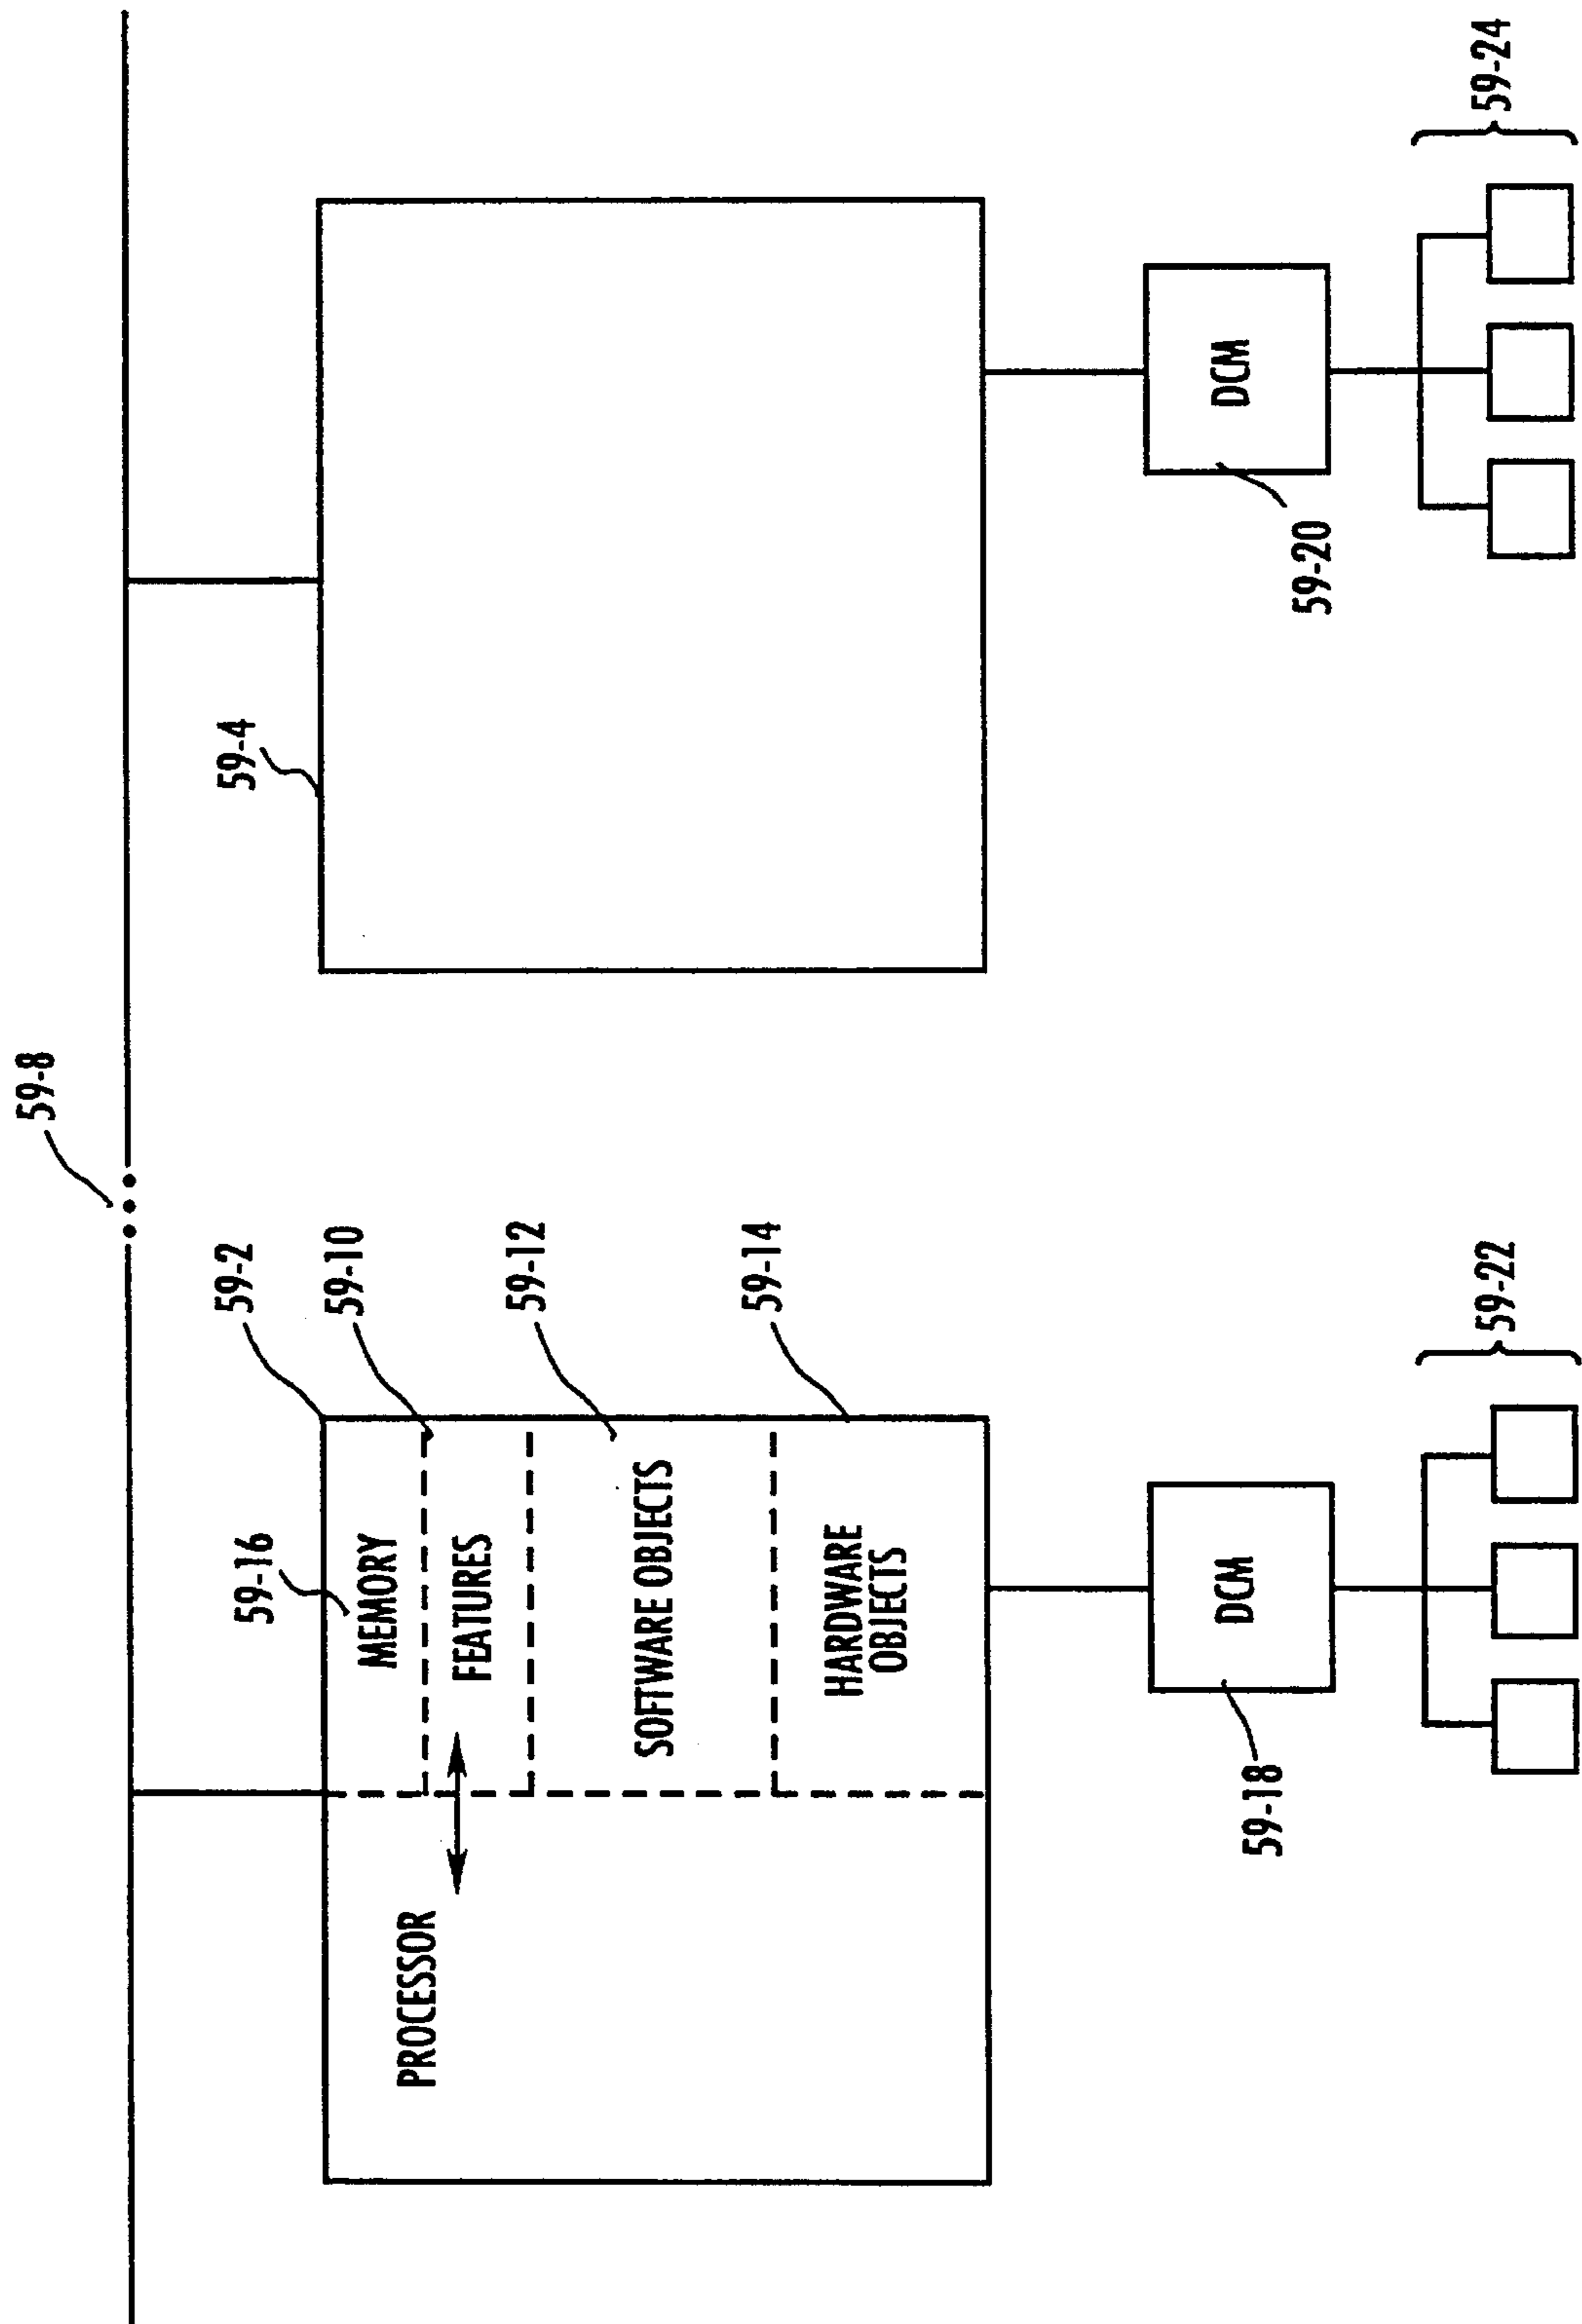 59-8
59-2
59-4
59-10
59-16
59-12
59-14
PROCESSOR
MEMORY
FEATURES
SOFTWARE OBJECTS
HARDWARE
OBJECTS
DCM
59-18
59-22
DCM
59-20
59-24